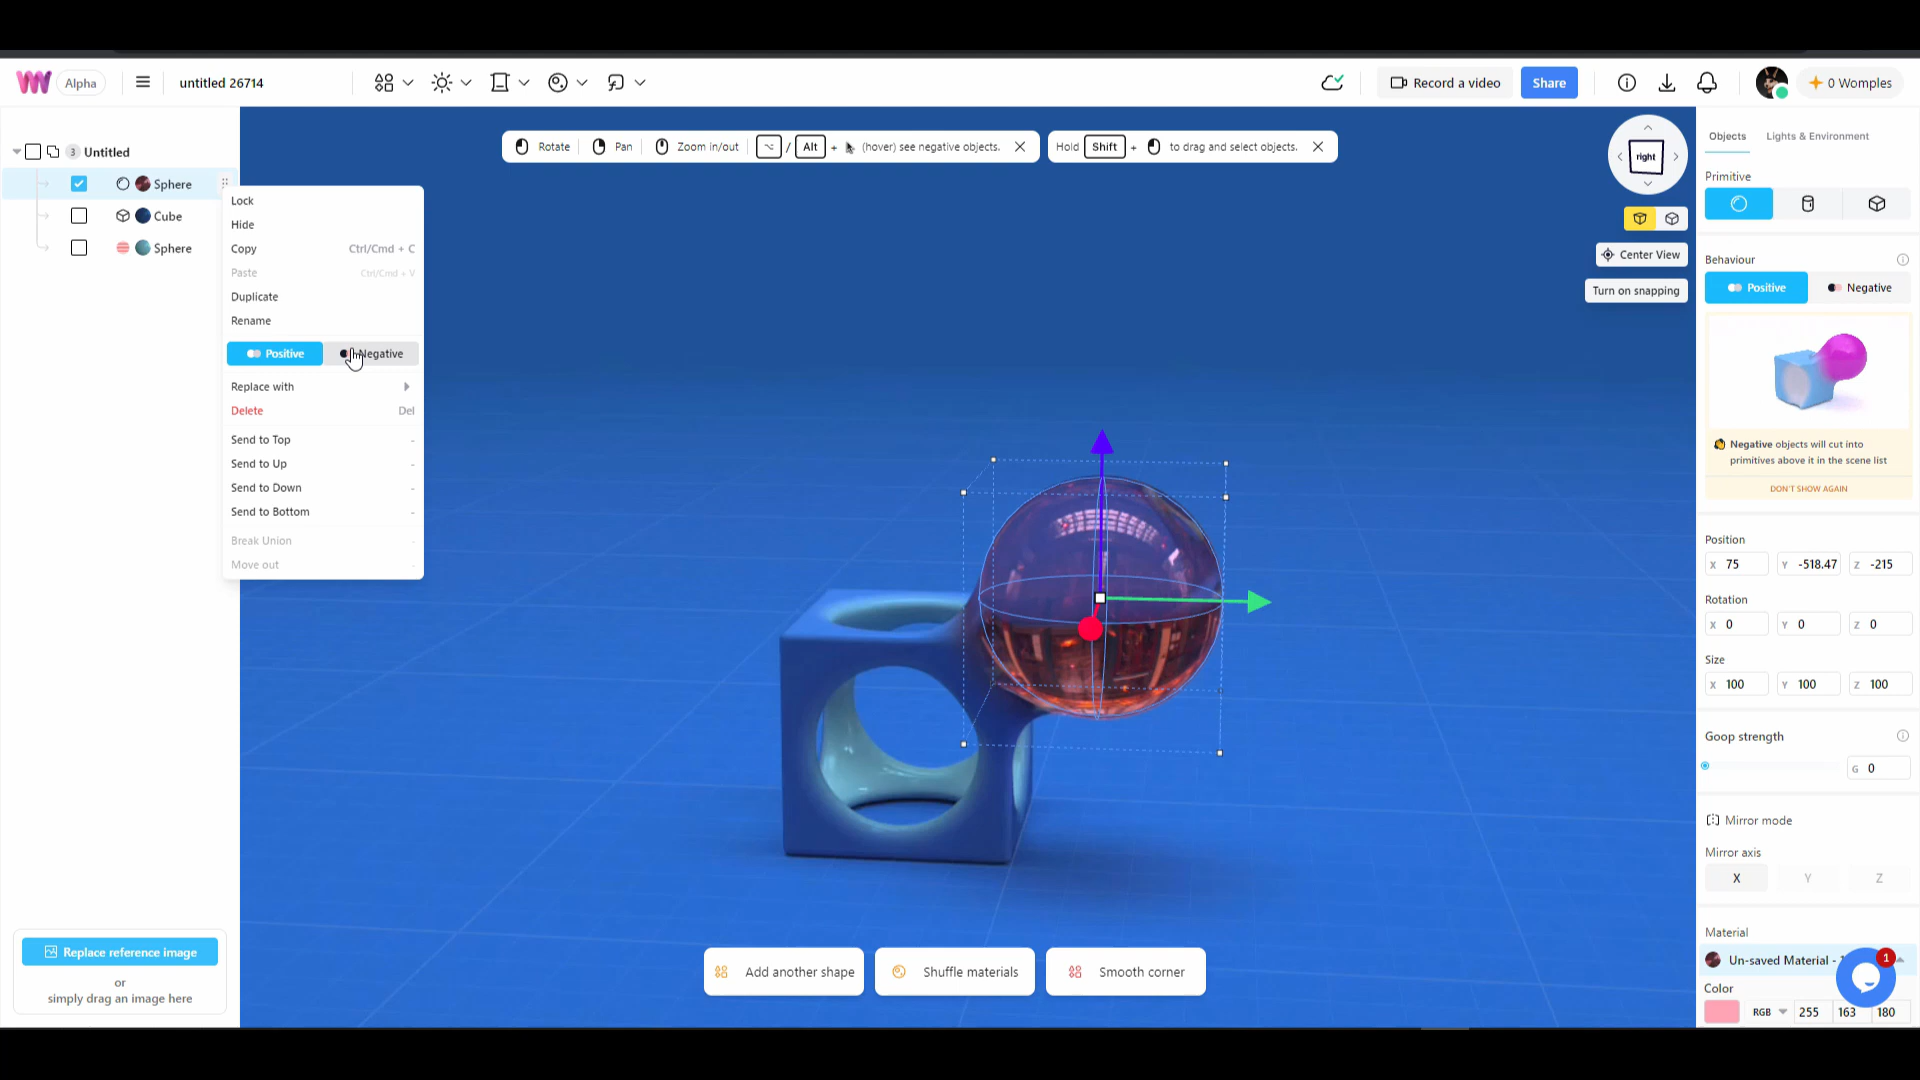 Alpha
untitled 26714
Record a video
Share
0 Womples
3 Untitled
Sphere
Cube
Sphere
Lock
Hide
Copy Ctrl/Cmd + C
Paste Ctrl/Cmd + V
Duplicate
Rename
Positive Negative
Replace with
Delete Del
Send to Top -
Send to Up -
Send to Down -
Send to Bottom -
Break Union -
Move out -
Replace reference image
or
simply drag an image here
Rotate Pan Zoom in/out ⌥ / Alt + (hover) see negative objects.
Hold Shift + to drag and select objects.
right
Center View
Turn on snapping
Add another shape
Shuffle materials
Smooth corner
Objects Lights & Environment
Primitive
Behaviour
Positive Negative
Negative objects will cut into
primitives above it in the scene list
DON'T SHOW AGAIN
Position
X 75 Y -518.47 Z -215
Rotation
X 0 Y 0 Z 0
Size
X 100 Y 100 Z 100
Goop strength
G 0
Mirror mode
Mirror axis
X Y Z
Material
Un-saved Material -
1
Color
RGB 255 163 180